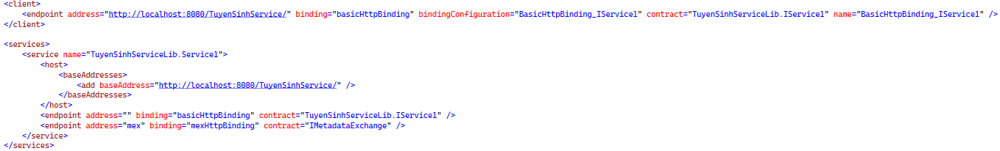 <client>
<endpoint address="http://localhost:8080/TuyenSinhService/" binding="basicHttpBinding" bindingConfiguration="BasicHttpBinding_IService1" contract="TuyenSinhServiceLib.IService1" name="BasicHttpBinding_IService1" />
</client>
<services>
<service name="TuyenSinhServiceLib.Service1">
<host>
<baseAddresses>
<add baseAddress="http://localhost:8080/TuyenSinhService/" />
</baseAddresses>
</host>
<endpoint address="" binding="basicHttpBinding" contract="TuyenSinhServiceLib.IService1" />
<endpoint address="mex" binding="mexHttpBinding" contract="IMetadataExchange" />
</service>
</services>